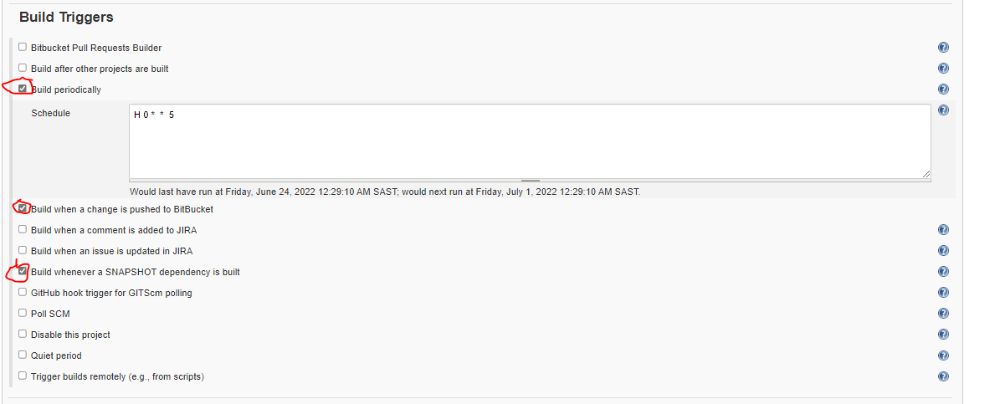 Build Triggers
Bitbucket Pull Requests Builder
Build after other projects are built
Build periodically
Schedule
H 0 * * 5
Would last have run at Friday, June 24, 2022 12:29:10 AM SAST; would next run at Friday, July 1, 2022 12:29:10 AM SAST.
Build when a change is pushed to BitBucket
Build when a comment is added to JIRA
Build when an issue is updated in JIRA
Build whenever a SNAPSHOT dependency is built
GitHub hook trigger for GITScm polling
Poll SCM
Disable this project
Quiet period
Trigger builds remotely (e.g., from scripts)